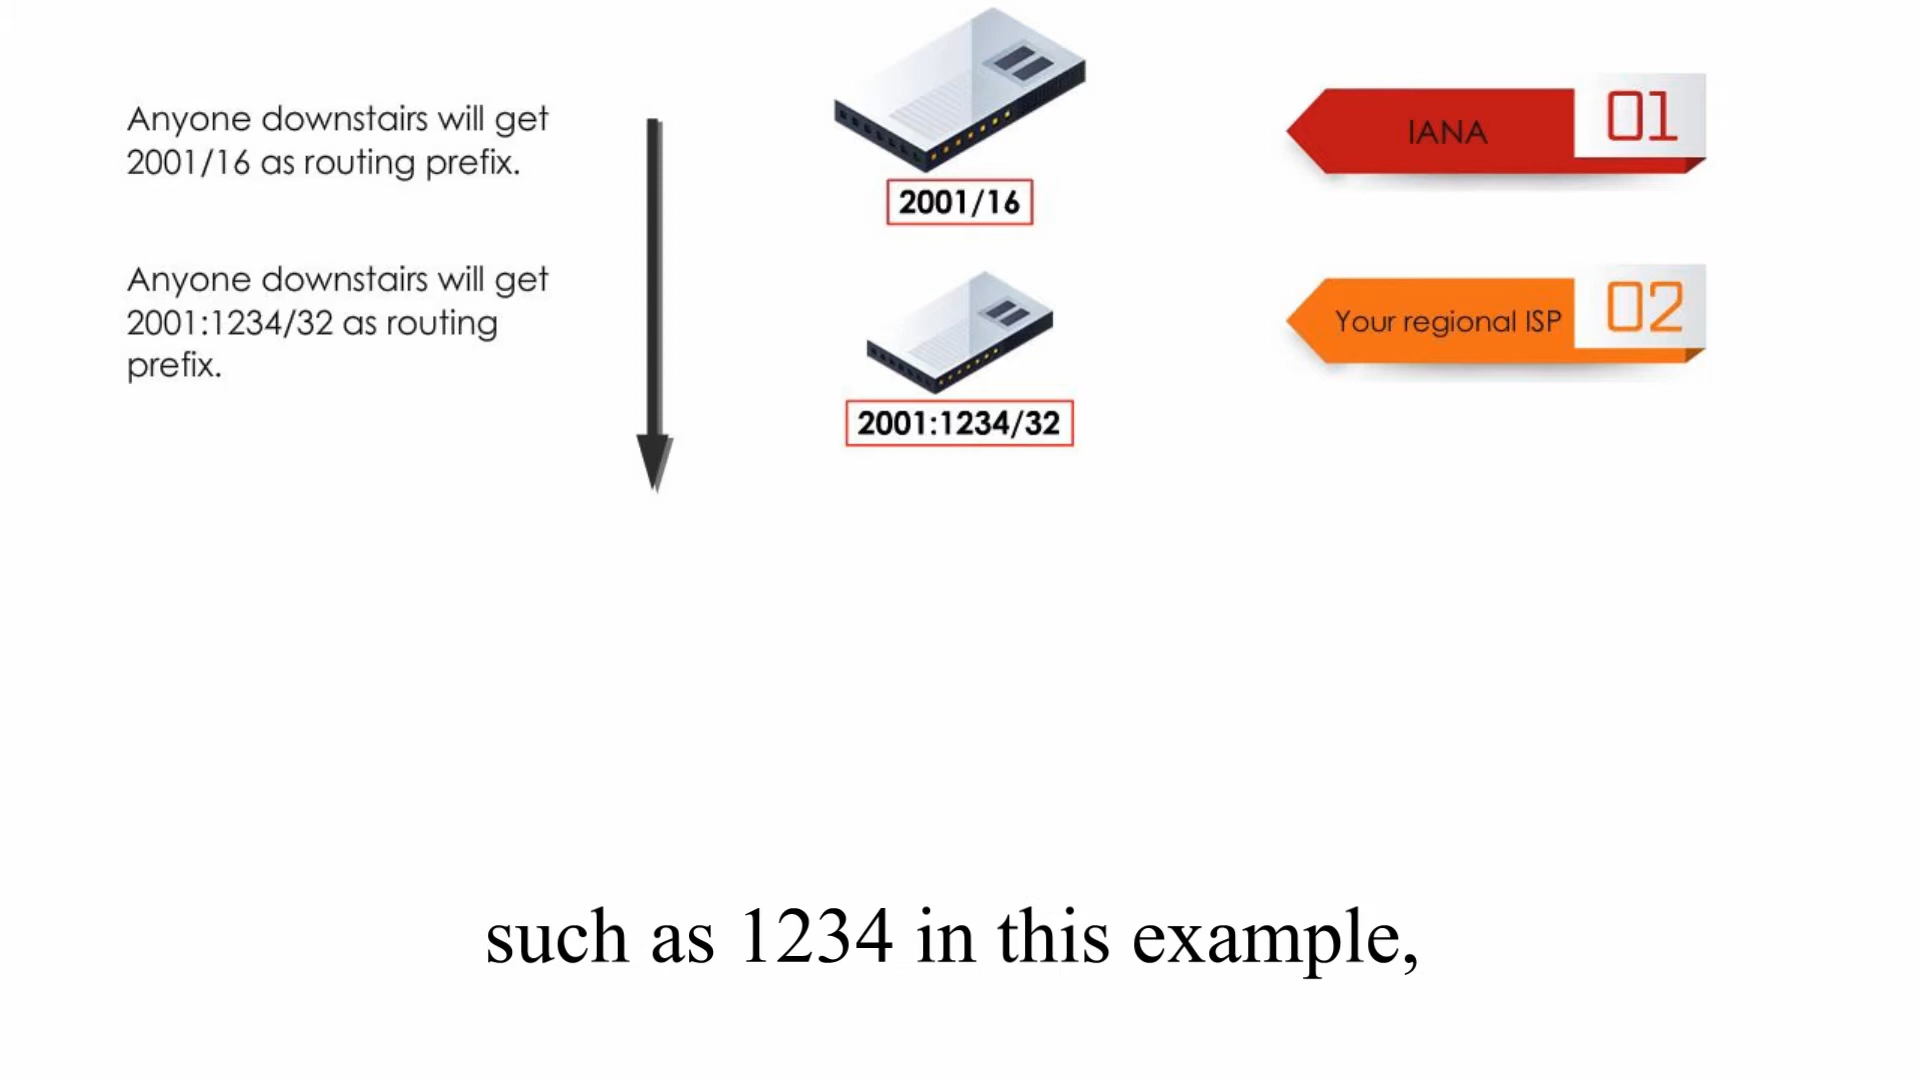 Anyone downstairs will get
2001/16 as routing prefix.
2001/16
IANA
01
Anyone downstairs will get
2001:1234/32 as routing
prefix.
2001:1234/32
Your regional ISP
02
such as 1234 in this example,